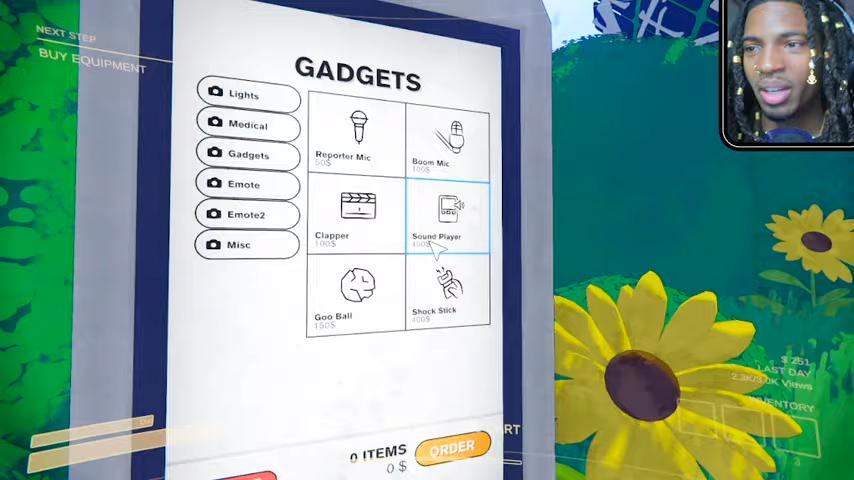 NEXT STEP
BUY EQUIPMENT
GADGETS
Lights
Medical
Gadgets
Emote
Emote2
Misc
Reporter Mic
50$
Boom Mic
100$
Clapper
100$
Sound Player
100$
Goo Ball
150$
Shock Stick
400$
0 ITEMS
0 $
ORDER
$ 251
LAST DAY
2.3K/3.0K Views
3